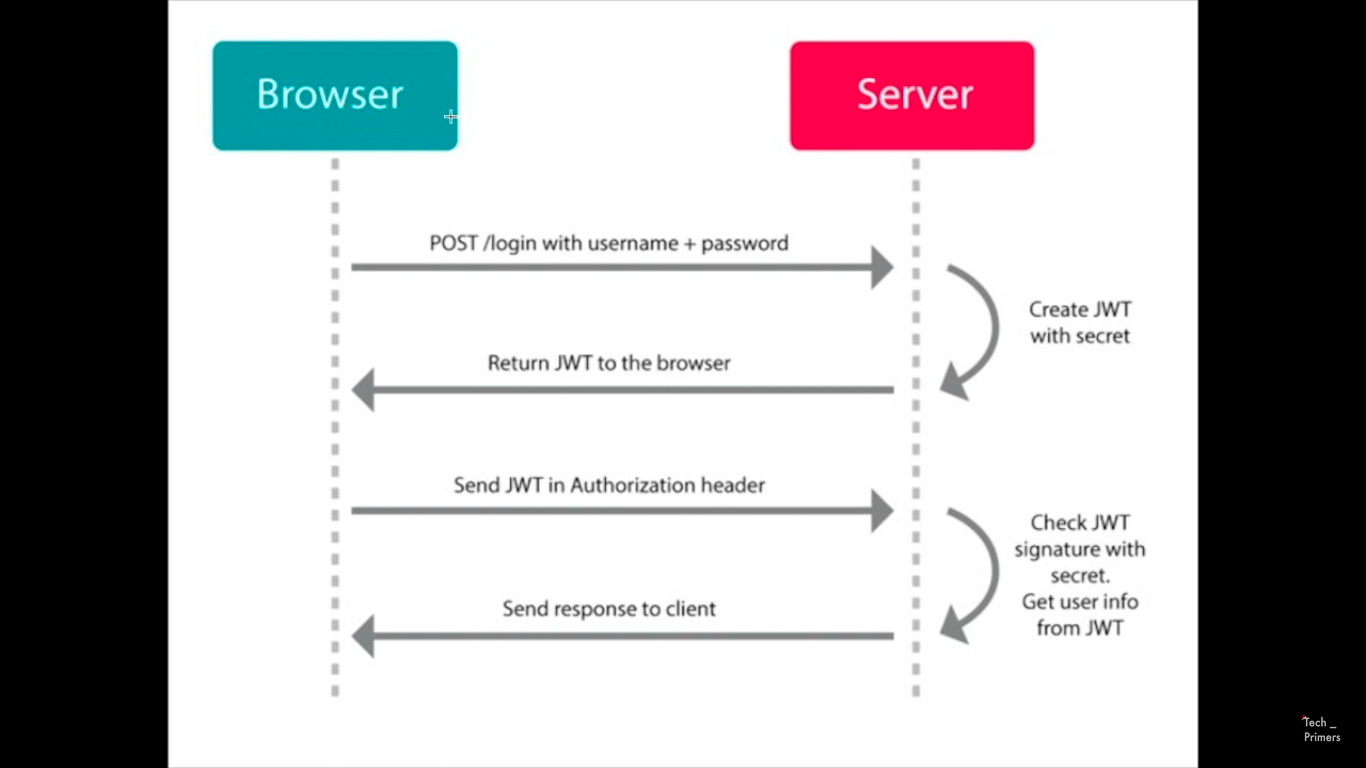 Browser
Server
POST /login with username + password
Create JWT
with secret
Return JWT to the browser
Send JWT in Authorization header
Check JWT
signature with
secret.
Get user info
from JWT
Send response to client
Tech _
Primers